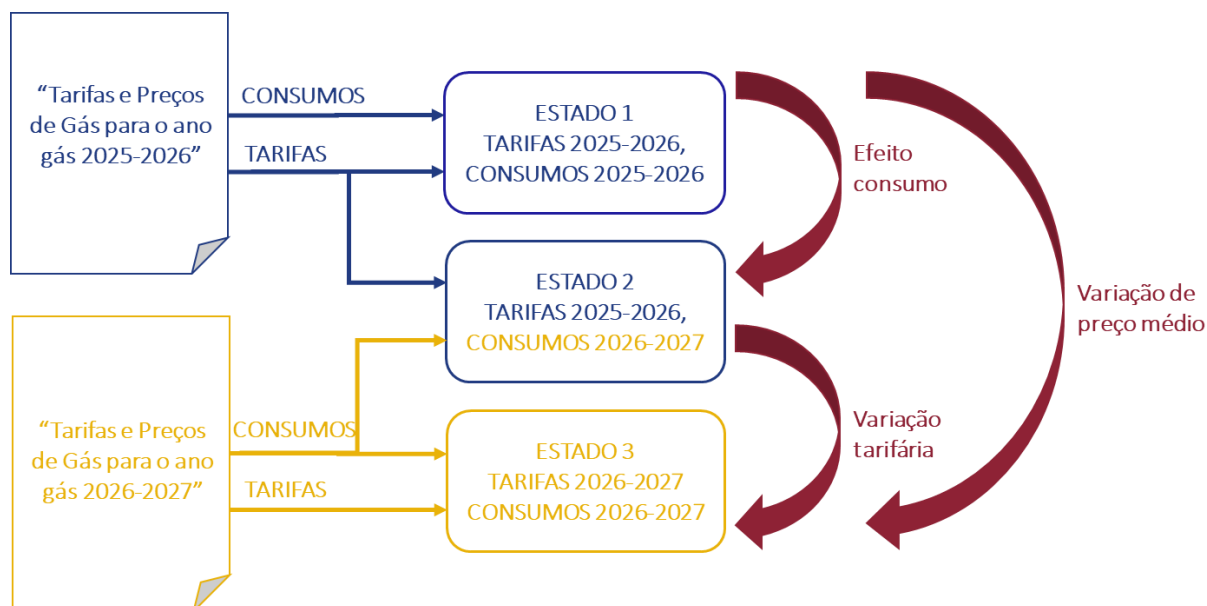 “Tarifas e Preços
de Gás para o ano
gás 2025-2026”
CONSUMOS
TARIFAS
ESTADO 1
TARIFAS 2025-2026,
CONSUMOS 2025-2026
Efeito
consumo
ESTADO 2
TARIFAS 2025-2026,
CONSUMOS 2026-2027
Variação de
preço médio
“Tarifas e Preços
de Gás para o ano
gás 2026-2027”
CONSUMOS
TARIFAS
ESTADO 3
TARIFAS 2026-2027
CONSUMOS 2026-2027
Variação
tarifária